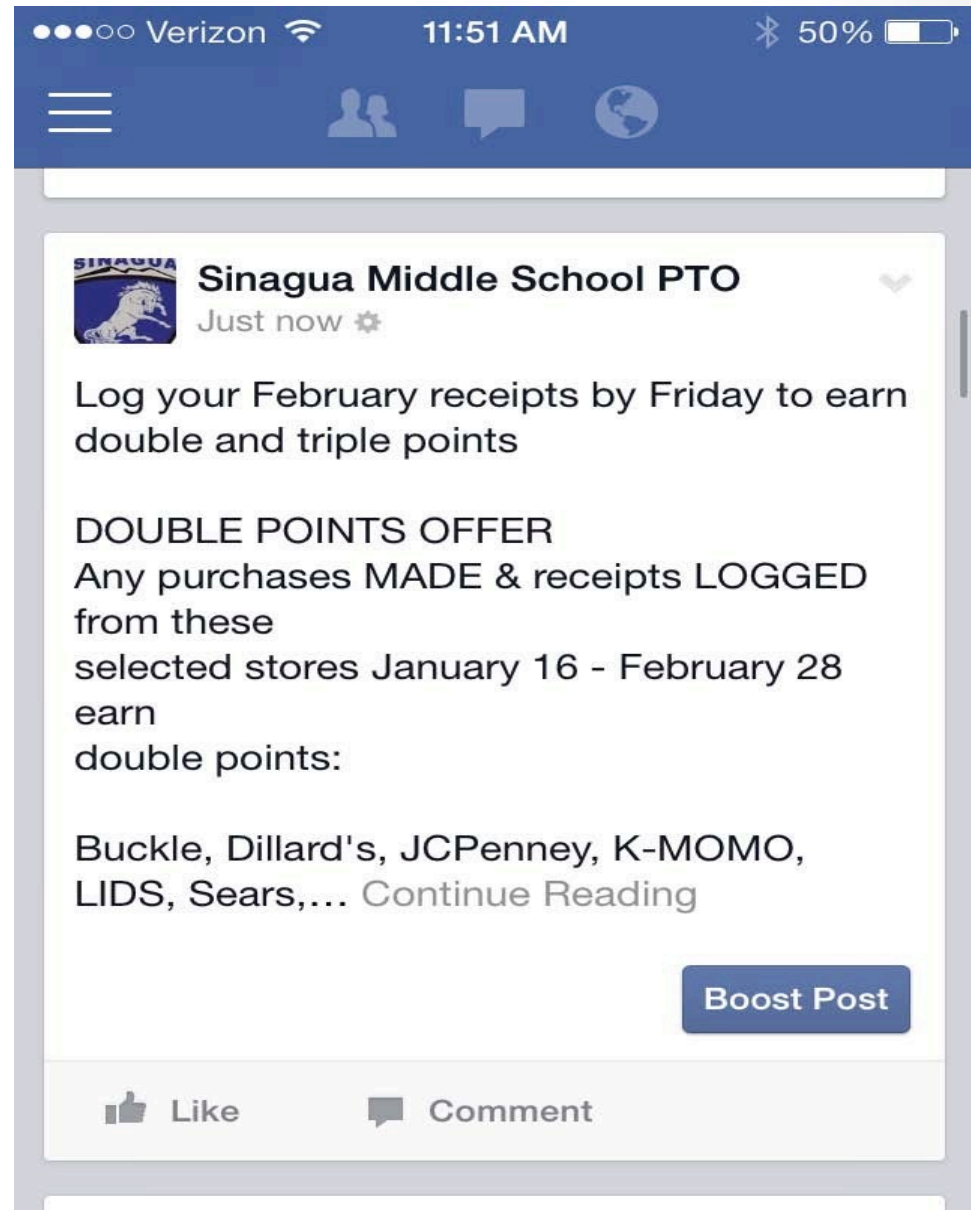 Verizon 11:51 AM 50%
SINAGUA
Sinagua Middle School PTO
Just now
Log your February receipts by Friday to earn
double and triple points
DOUBLE POINTS OFFER
Any purchases MADE & receipts LOGGED
from these
selected stores January 16 - February 28
earn
double points:
Buckle, Dillard's, JCPenney, K-MOMO,
LIDS, Sears,... Continue Reading
Boost Post
Like Comment